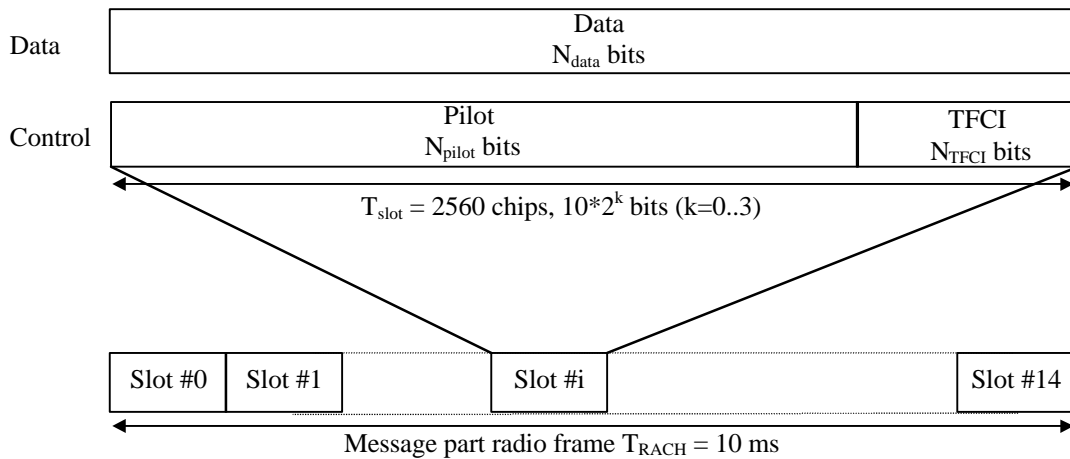 Data
Data
N_data bits
Control
Pilot
N_pilot bits
TFCI
N_TFCI bits
T_slot = 2560 chips, 10*2^k bits (k=0..3)
Slot #0
Slot #1
Slot #i
Slot #14
Message part radio frame T_RACH = 10 ms